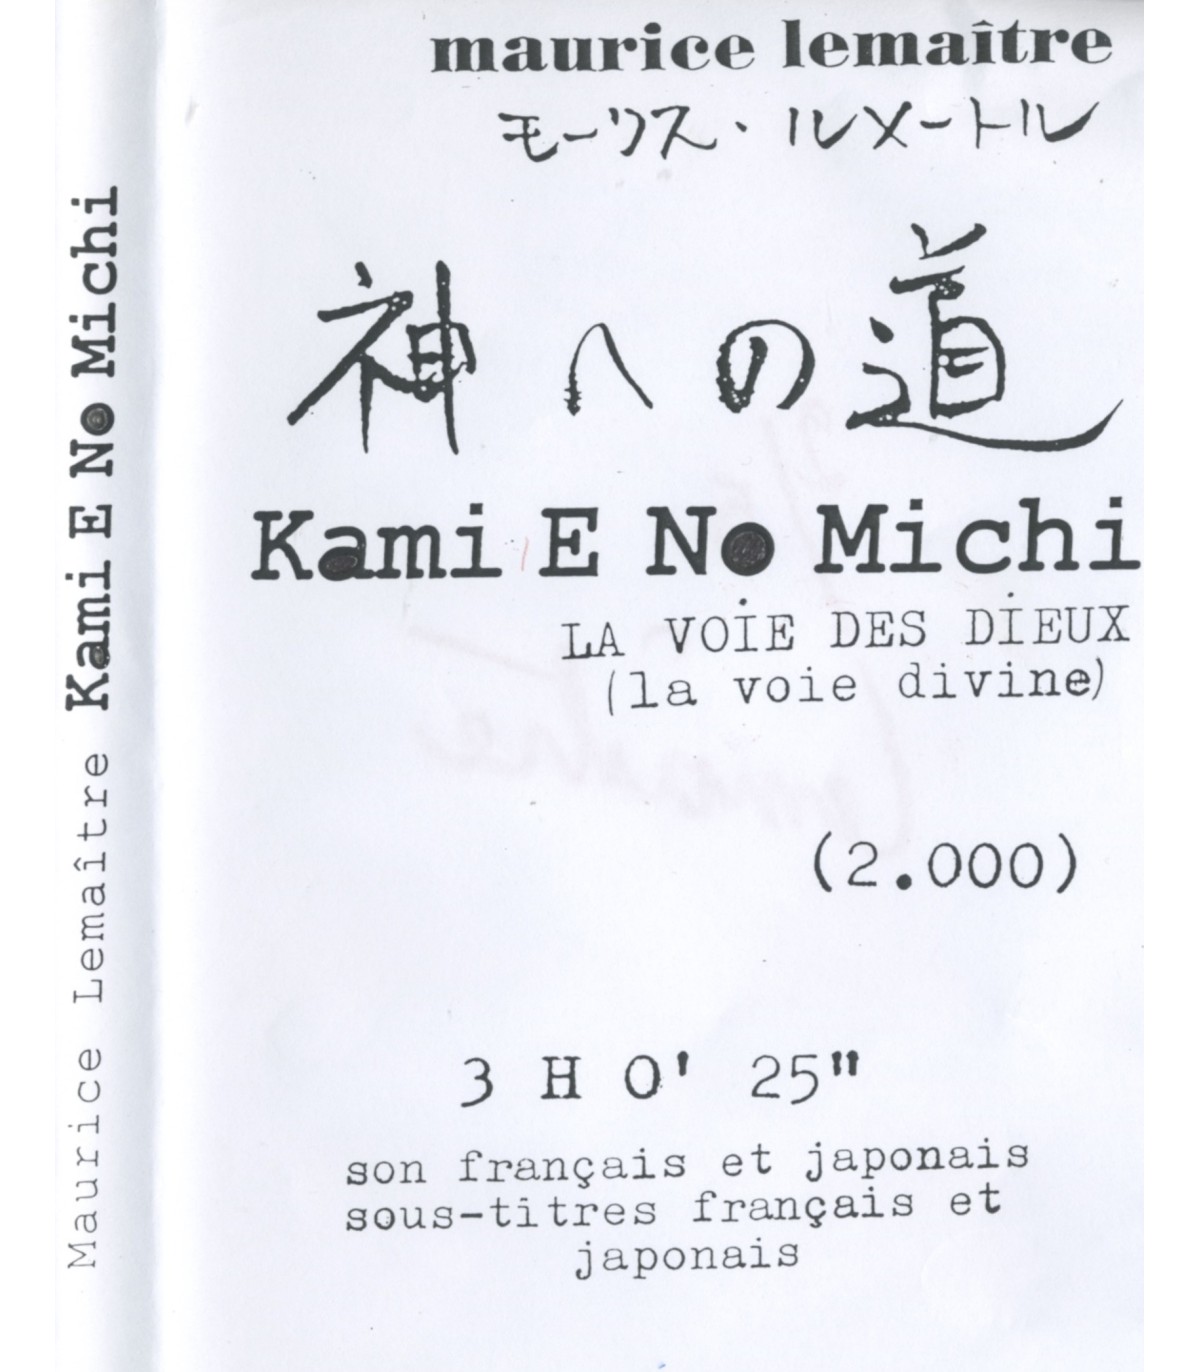 maurice lemaître
モーリス・ルメートル
神への道
Kami E No Michi
LA VOIE DES DIEUX
(la voie divine)
(2.000)
3 H 0' 25"
son français et japonais
sous-titres français et
japonais
Maurice Lemaître Kami E No Michi